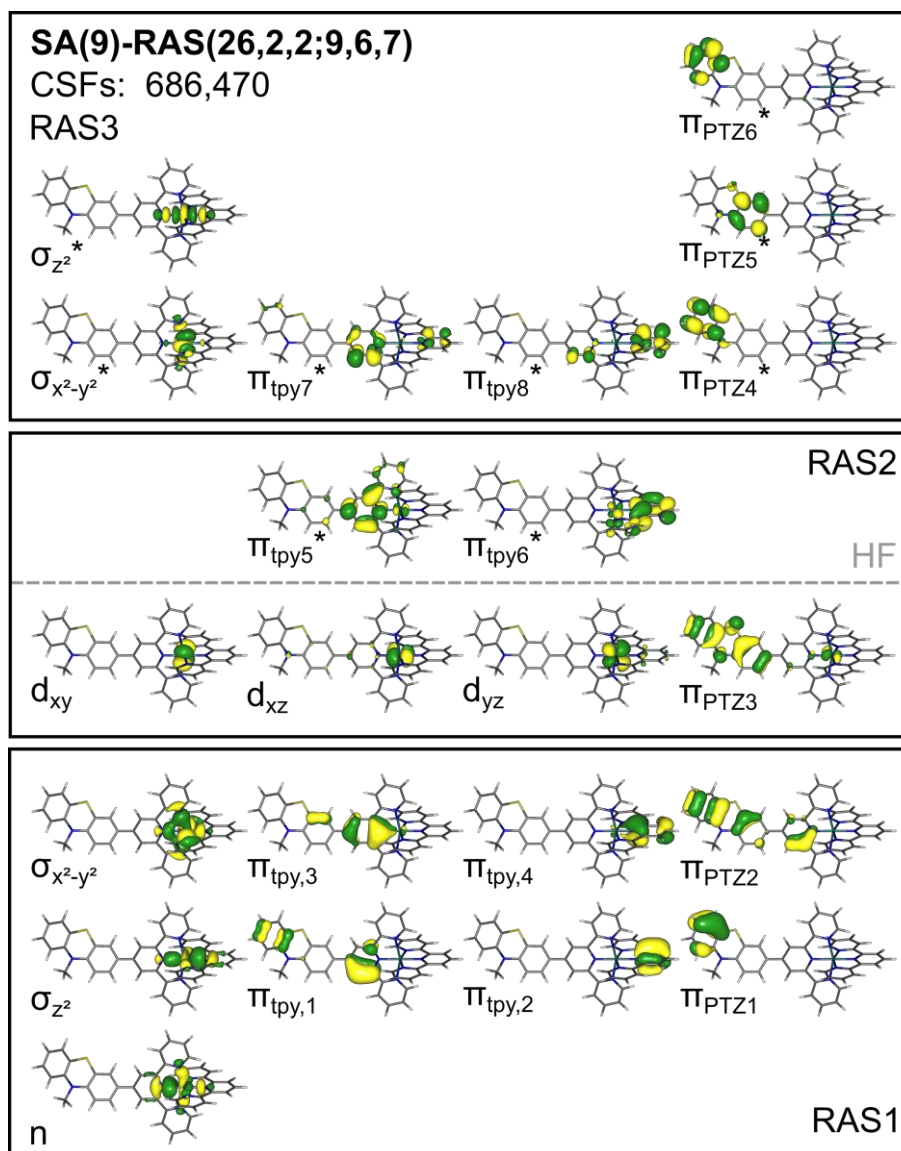 SA(9)-RAS(26,2,2;9,6,7)
CSFs: 686,470
RAS3
πPTZ6*
σz²*
πPTZ5*
σx²-y²* πtpy7* πtpy8* πPTZ4*
RAS2
πtpy5* πtpy6*
HF
dxy dxz dyz πPTZ3
σx²-y² πtpy,3 πtpy,4 πPTZ2
σz² πtpy,1 πtpy,2 πPTZ1
n
RAS1